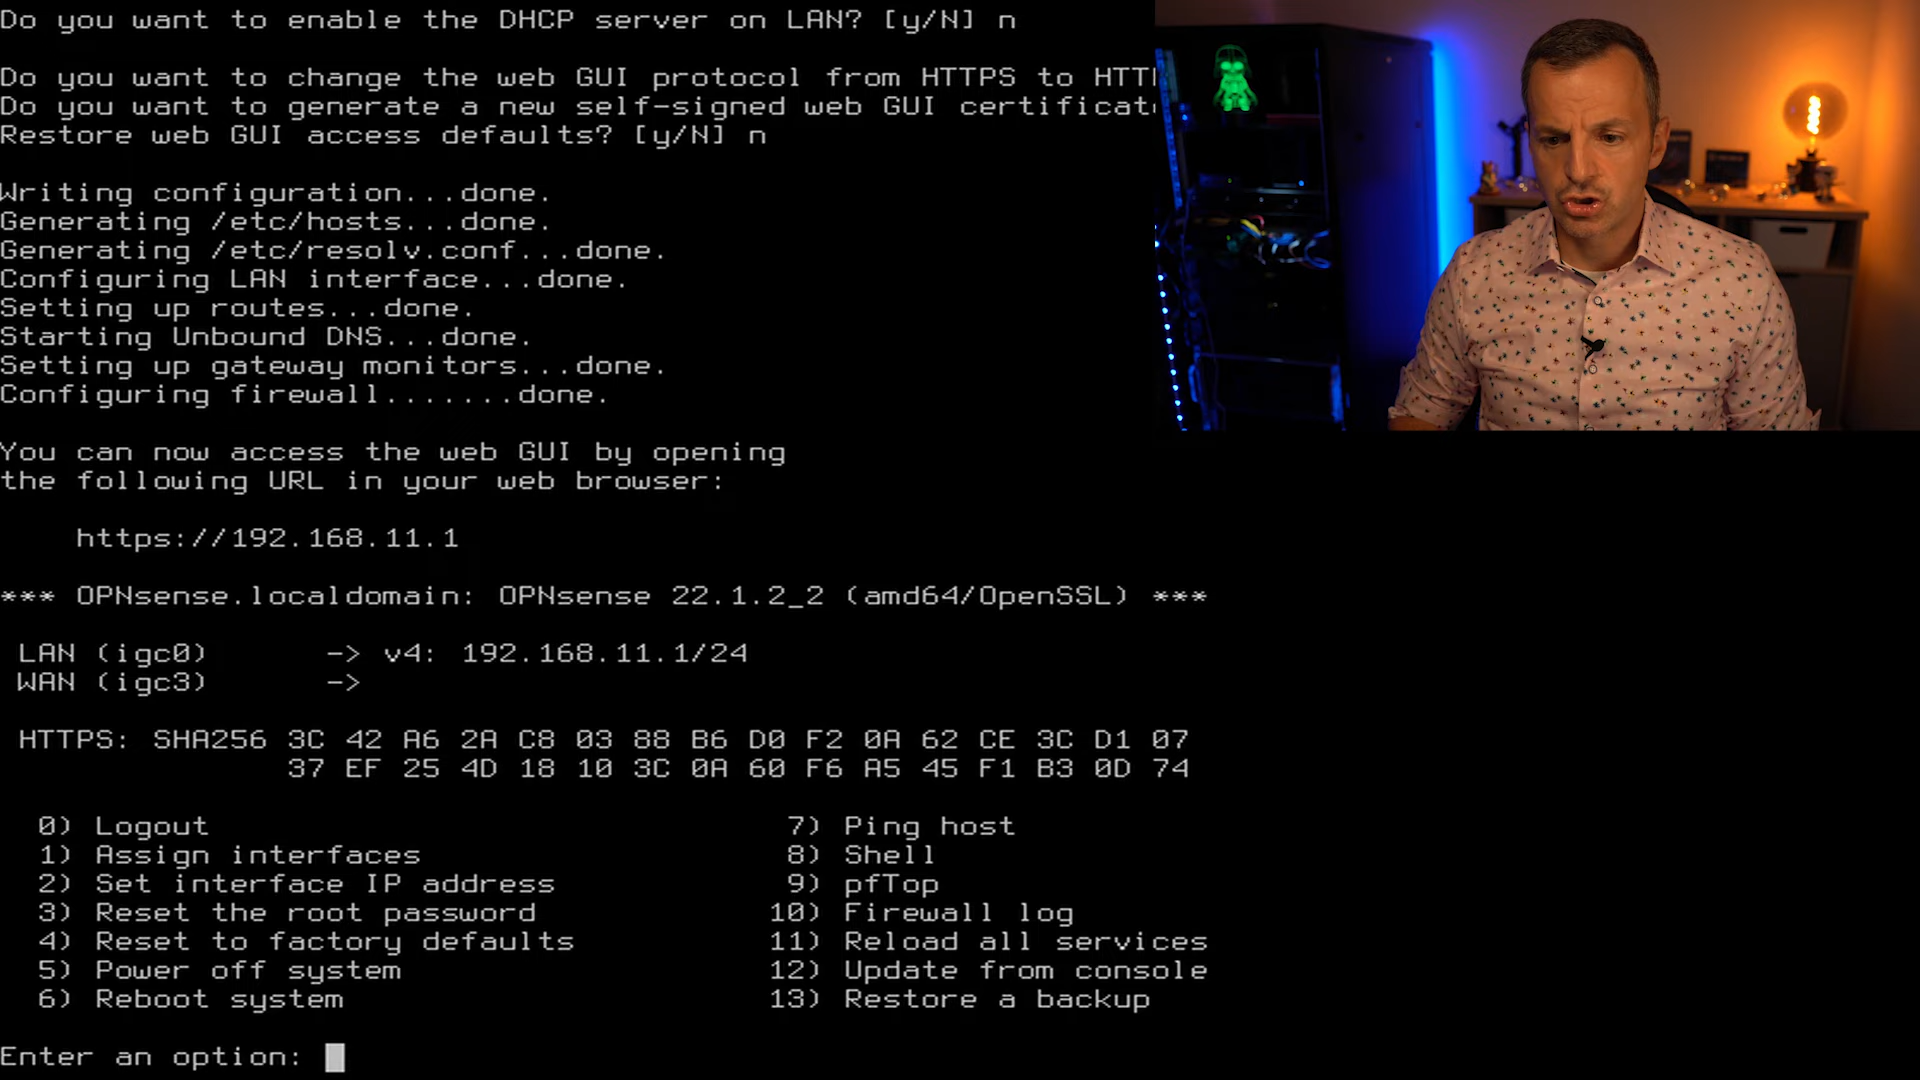 Do you want to enable the DHCP server on LAN? [y/N] n
Do you want to change the web GUI protocol from HTTPS to HTT
Do you want to generate a new self-signed web GUI certificat
Restore web GUI access defaults? [y/N] n
Writing configuration...done.
Generating /etc/hosts...done.
Generating /etc/resolv.conf...done.
Configuring LAN interface...done.
Setting up routes...done.
Starting Unbound DNS...done.
Setting up gateway monitors...done.
Configuring firewall.......done.
You can now access the web GUI by opening
the following URL in your web browser:
https://192.168.11.1
*** OPNsense.localdomain: OPNsense 22.1.2_2 (amd64/OpenSSL) ***
LAN (igc0) -> v4: 192.168.11.1/24
WAN (igc3) ->
HTTPS: SHA256 3C 42 A6 2A C8 03 88 B6 D0 F2 0A 62 CE 3C D1 07
37 EF 25 4D 18 10 3C 0A 60 F6 A5 45 F1 B3 0D 74
0) Logout 7) Ping host
1) Assign interfaces 8) Shell
2) Set interface IP address 9) pfTop
3) Reset the root password 10) Firewall log
4) Reset to factory defaults 11) Reload all services
5) Power off system 12) Update from console
6) Reboot system 13) Restore a backup
Enter an option: